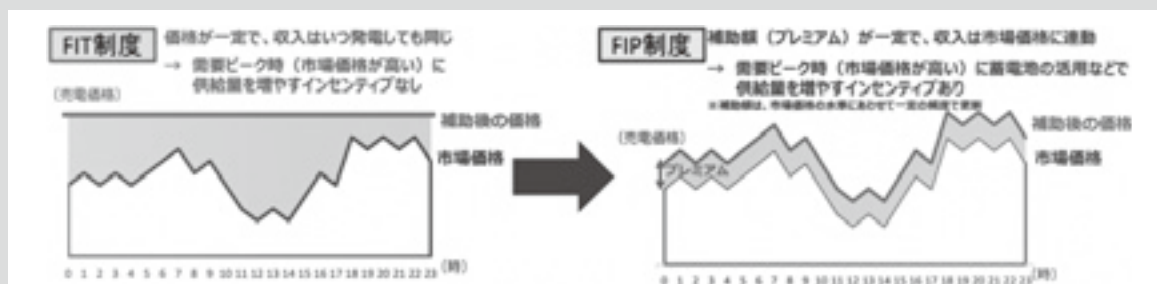 FIT制度
価格が一定で、収入はいつ発電しても同じ
→ 需要ピーク時（市場価格が高い）に
供給量を増やすインセンティブなし
（売電価格）
補助後の価格
市場価格
0 1 2 3 4 5 6 7 8 9 10 11 12 13 14 15 16 17 18 19 20 21 22 23（時）
FIP制度
補助額（プレミアム）が一定で、収入は市場価格に連動
→ 需要ピーク時（市場価格が高い）に蓄電池の活用などで
供給量を増やすインセンティブあり
※補助額は、市場価格の水準にあわせて一定の頻度で更新
（売電価格）
補助後の価格
市場価格
プレミアム
0 1 2 3 4 5 6 7 8 9 10 11 12 13 14 15 16 17 18 19 20 21 22 23（時）